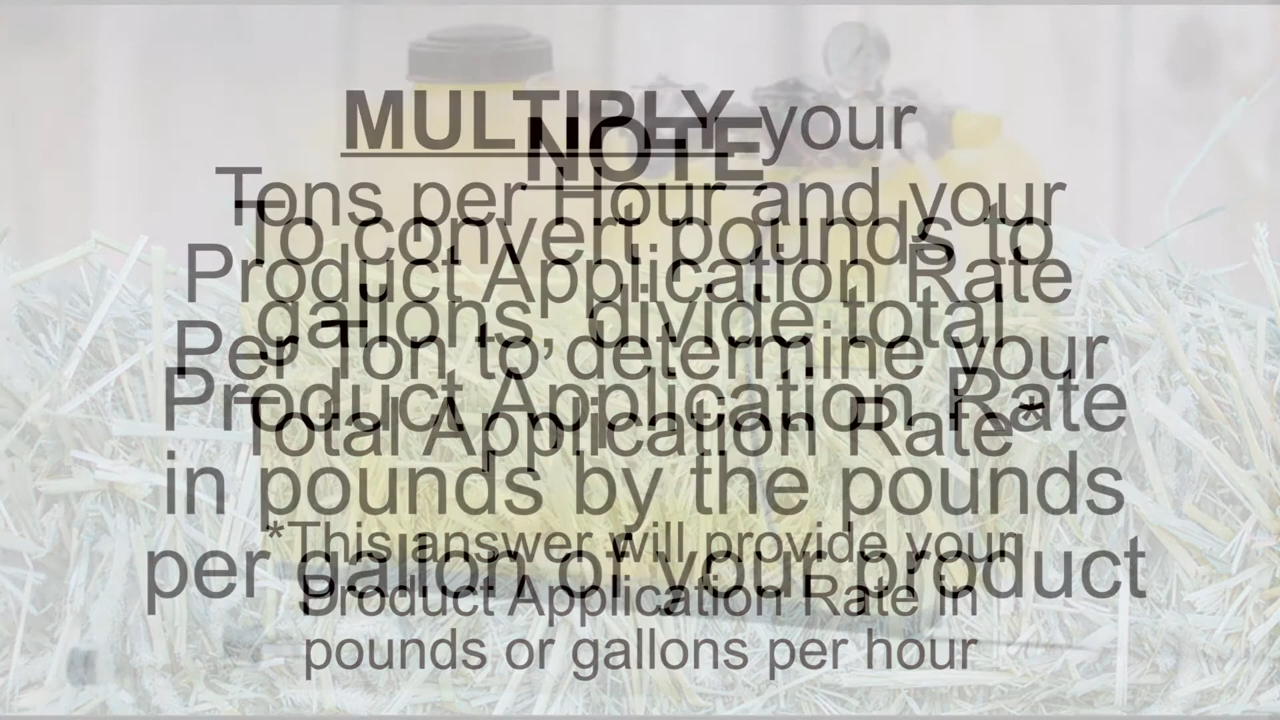 MULTIPLY your
Tons per Hour and your
Product Application Rate
Per Ton to determine your
Total Application Rate*
*This answer will provide your
Product Application Rate in
pounds or gallons per hour
NOTE
To convert pounds to
gallons, divide total
Product Application Rate
in pounds by the pounds
per gallon of your product